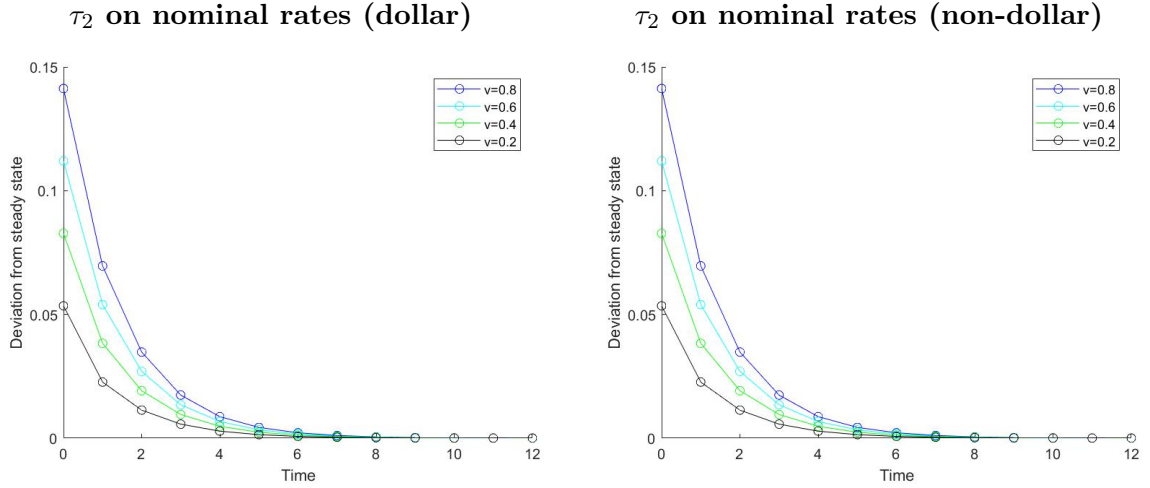 τ₂ on nominal rates (dollar)
0.15
0.1
0.05
0
Deviation from steady state
v=0.8
v=0.6
v=0.4
v=0.2
0 2 4 6 8 10 12
Time
τ₂ on nominal rates (non-dollar)
0.15
0.1
0.05
0
Deviation from steady state
v=0.8
v=0.6
v=0.4
v=0.2
0 2 4 6 8 10 12
Time